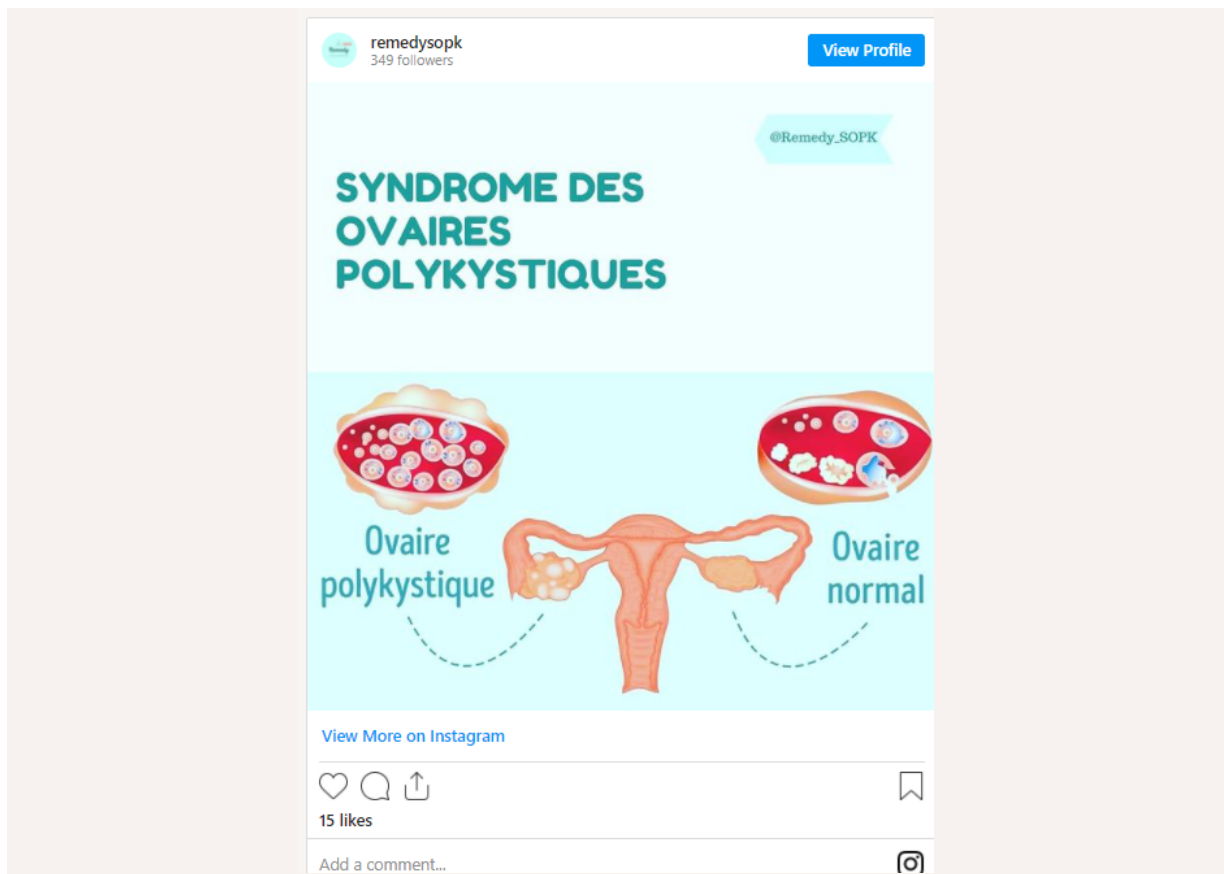 remedysopk
349 followers
View Profile
@Remedy_SOPK
SYNDROME DES
OVAIRES
POLYKYSTIQUES
Ovaire
polykystique
Ovaire
normal
View More on Instagram
15 likes
Add a comment...